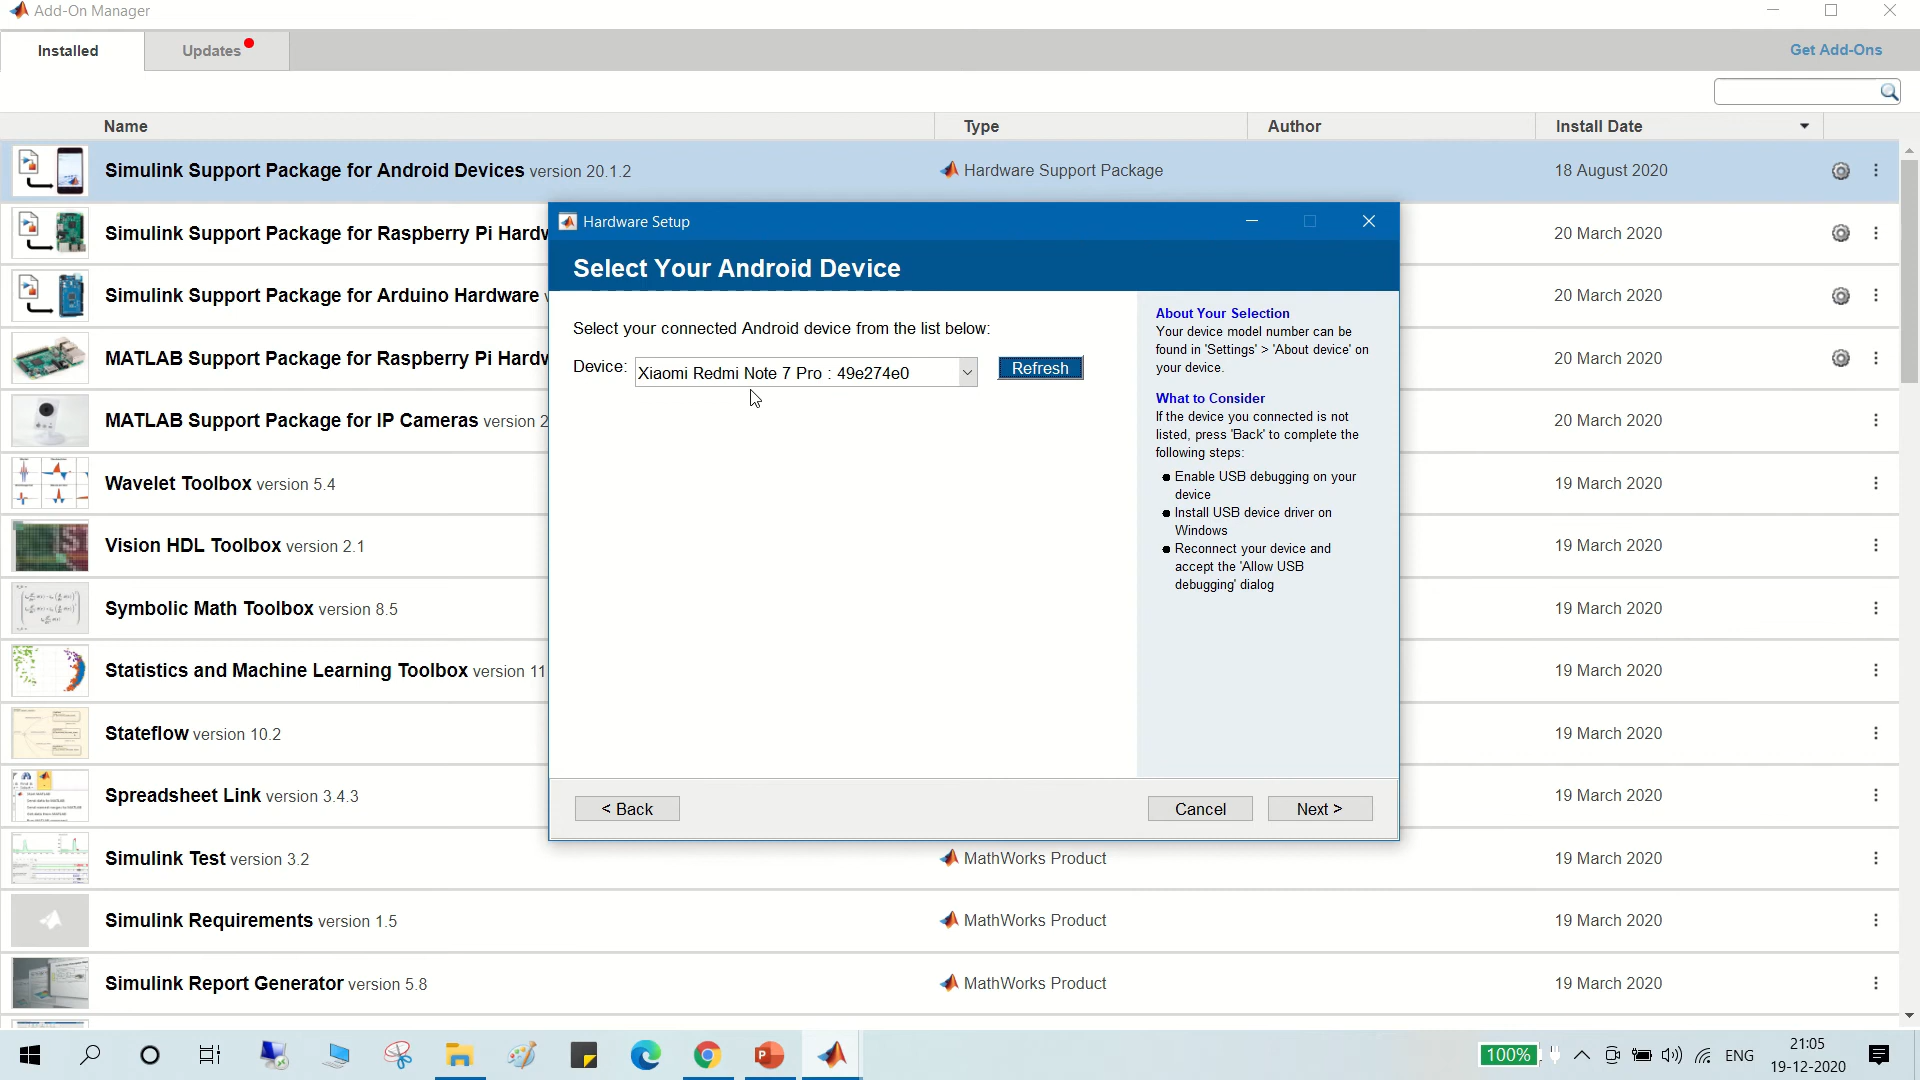 Add-On Manager
Installed
Updates
Get Add-Ons
Name
Type
Author
Install Date
Simulink Support Package for Android Devices version 20.1.2
Hardware Support Package
18 August 2020
Simulink Support Package for Raspberry Pi Hardw
20 March 2020
Simulink Support Package for Arduino Hardware
20 March 2020
MATLAB Support Package for Raspberry Pi Hardw
20 March 2020
MATLAB Support Package for IP Cameras version 2
20 March 2020
Wavelet Toolbox version 5.4
19 March 2020
Vision HDL Toolbox version 2.1
19 March 2020
Symbolic Math Toolbox version 8.5
19 March 2020
Statistics and Machine Learning Toolbox version 11
19 March 2020
Stateflow version 10.2
19 March 2020
Spreadsheet Link version 3.4.3
19 March 2020
Simulink Test version 3.2
MathWorks Product
19 March 2020
Simulink Requirements version 1.5
MathWorks Product
19 March 2020
Simulink Report Generator version 5.8
MathWorks Product
19 March 2020
Hardware Setup
Select Your Android Device
Select your connected Android device from the list below:
Device:
Xiaomi Redmi Note 7 Pro : 49e274e0
Refresh
About Your Selection
Your device model number can be
found in 'Settings' > 'About device' on
your device.
What to Consider
If the device you connected is not
listed, press 'Back' to complete the
following steps:
Enable USB debugging on your
device
Install USB device driver on
Windows
Reconnect your device and
accept the 'Allow USB
debugging' dialog
< Back
Cancel
Next >
100%
ENG
21:05
19-12-2020